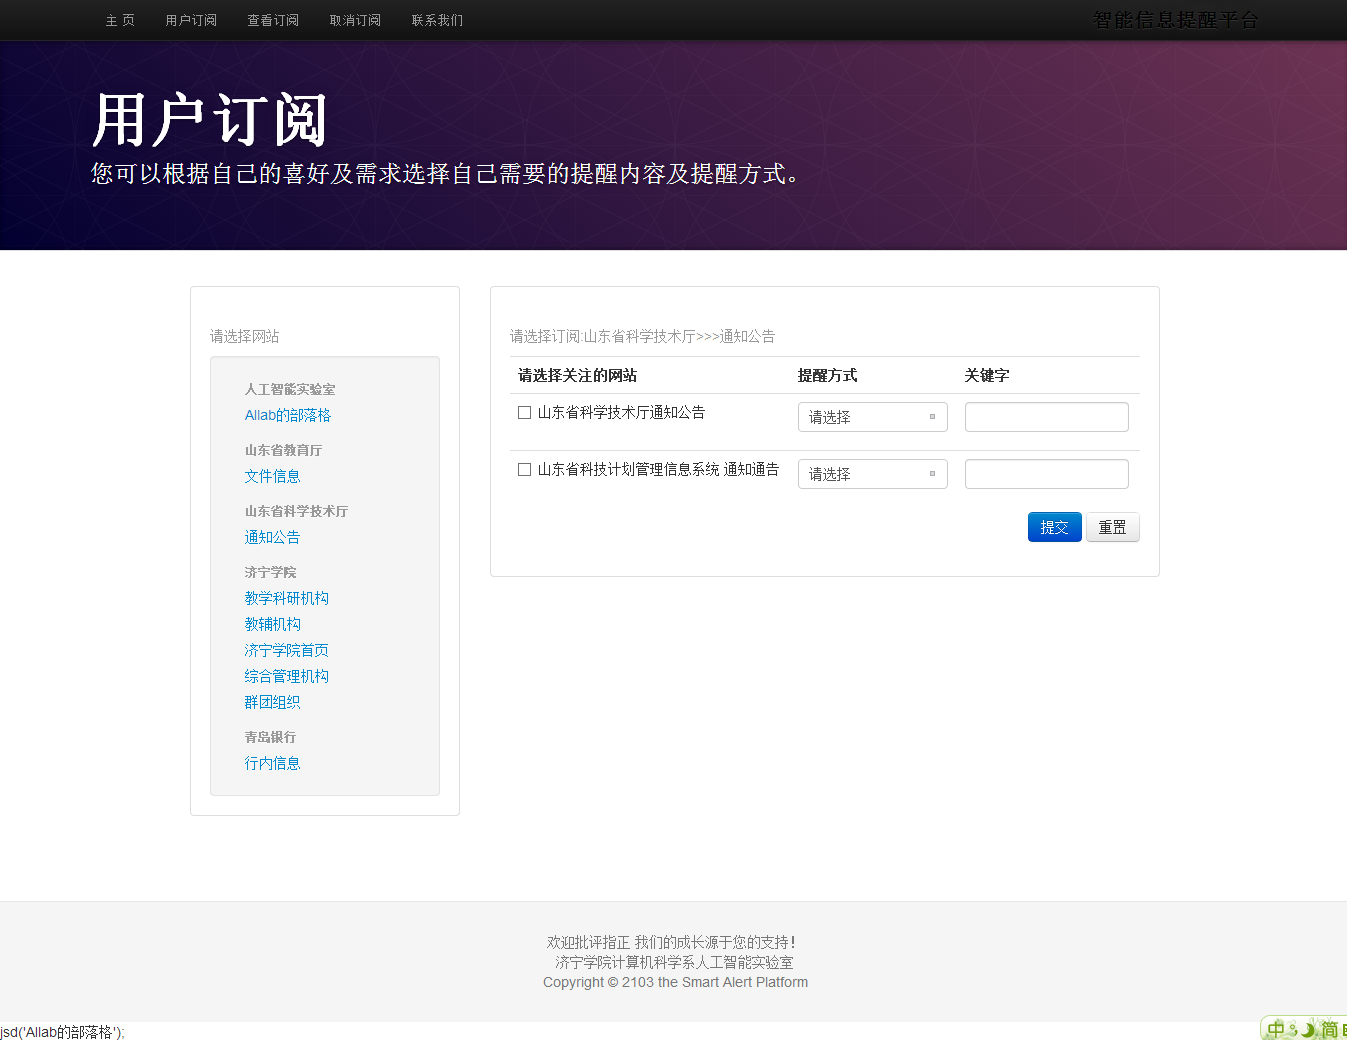 主 页 用户订阅 查看订阅 取消订阅 联系我们 智能信息提醒平台
用户订阅
您可以根据自己的喜好及需求选择自己需要的提醒内容及提醒方式。
请选择网站
人工智能实验室
AIlab的部落格
山东省教育厅
文件信息
山东省科学技术厅
通知公告
济宁学院
教学科研机构
教辅机构
济宁学院首页
综合管理机构
群团组织
青岛银行
行内信息
请选择订阅:山东省科学技术厅>>>通知公告
请选择关注的网站 提醒方式 关键字
山东省科学技术厅通知公告 请选择
山东省科技计划管理信息系统 通知通告 请选择
提交 重置
欢迎批评指正 我们的成长源于您的支持！
济宁学院计算机科学系人工智能实验室
Copyright © 2103 the Smart Alert Platform
jsd('AIlab的部落格');
中 简